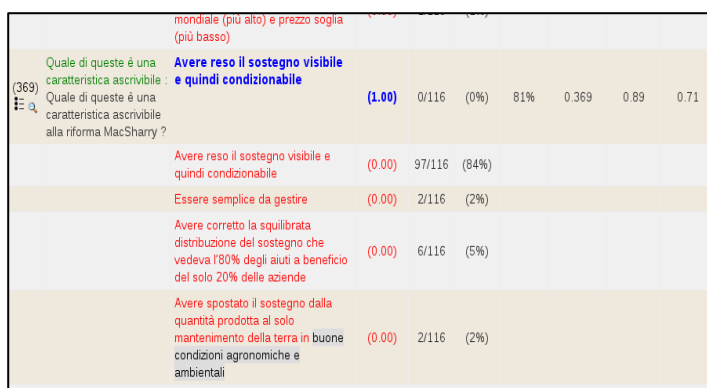 mondiale (più alto) e prezzo soglia
(più basso)
(369)
Quale di queste è una
caratteristica ascrivibile :
Quale di queste è una
caratteristica ascrivibile
alla riforma MacSharry ?
Avere reso il sostegno visibile
e quindi condizionabile
(1.00) 0/116 (0%) 81% 0.369 0.89 0.71
Avere reso il sostegno visibile e
quindi condizionabile
(0.00) 97/116 (84%)
Essere semplice da gestire (0.00) 2/116 (2%)
Avere corretto la squilibrata
distribuzione del sostegno che
vedeva l'80% degli aiuti a beneficio
del solo 20% delle aziende
(0.00) 6/116 (5%)
Avere spostato il sostegno dalla
quantità prodotta al solo
mantenimento della terra in buone
condizioni agronomiche e
ambientali
(0.00) 2/116 (2%)